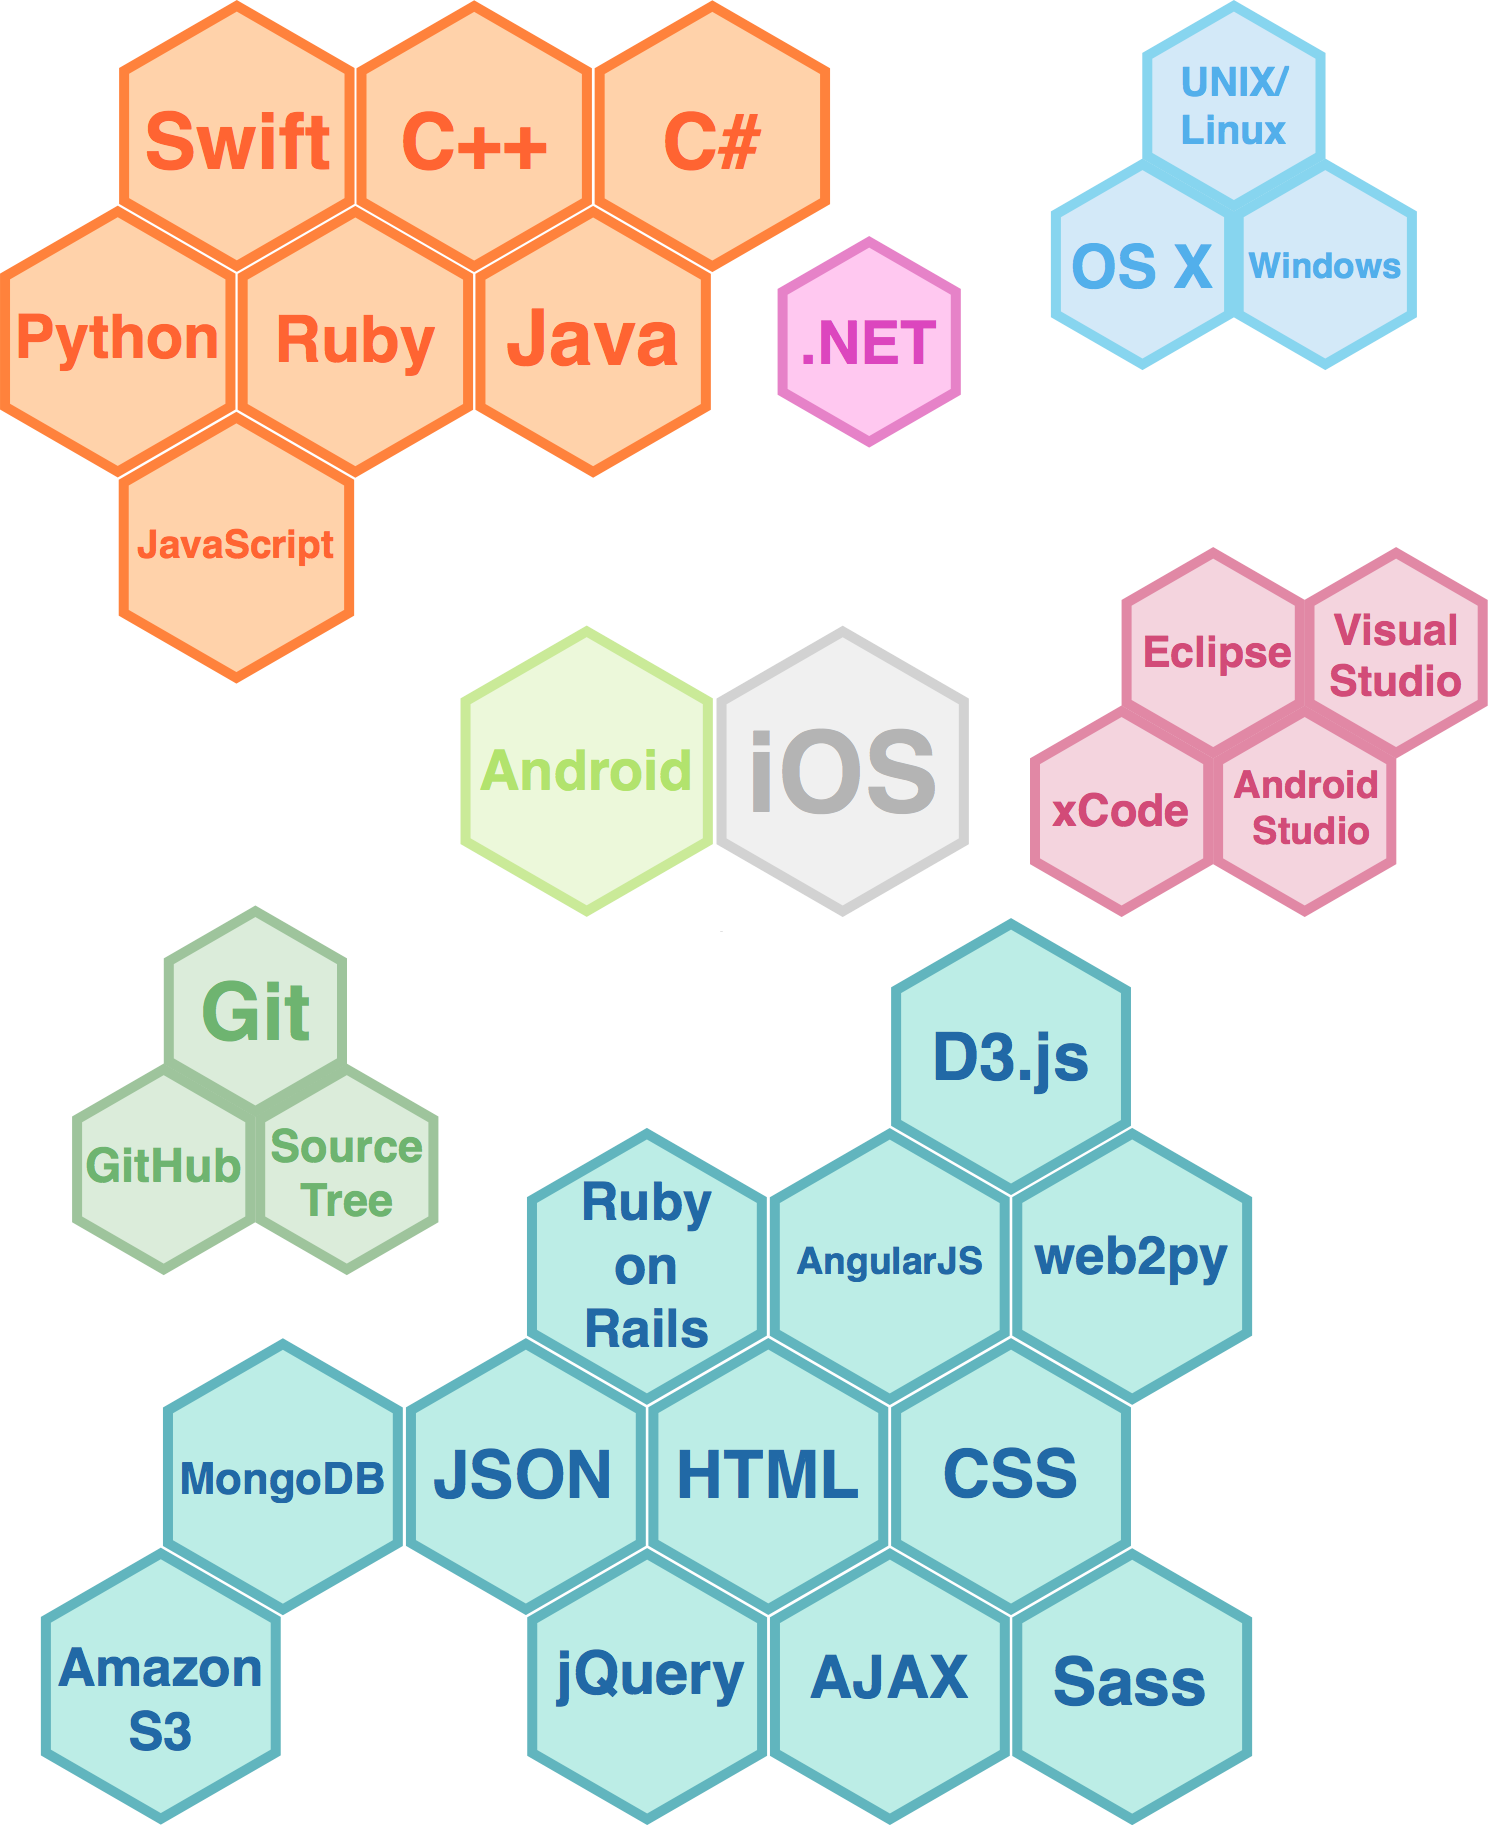 Swift
C++
C#
Python
Ruby
Java
JavaScript
.NET
UNIX/
Linux
OS X
Windows
Android
iOS
Eclipse
Visual
Studio
xCode
Android
Studio
Git
GitHub
Source
Tree
D3.js
Ruby
on
Rails
AngularJS
web2py
MongoDB
JSON
HTML
CSS
Amazon
S3
jQuery
AJAX
Sass